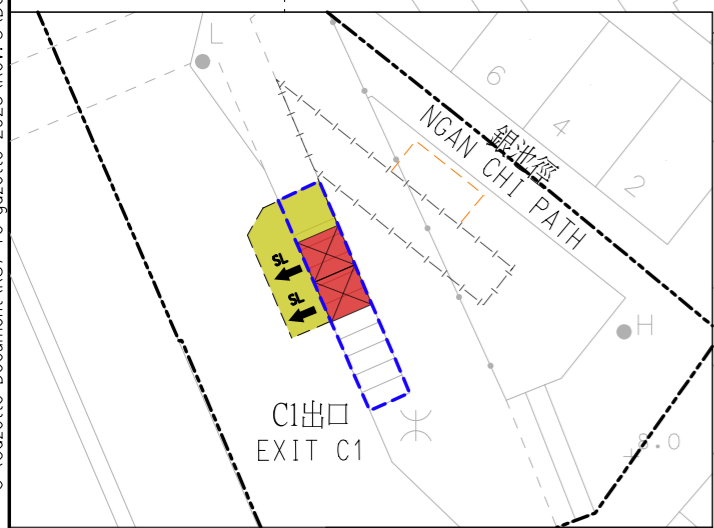 L
6
4
2
銀池徑
NGAN CHI PATH
SL
SL
H
C1出口
EXIT C1
8.0